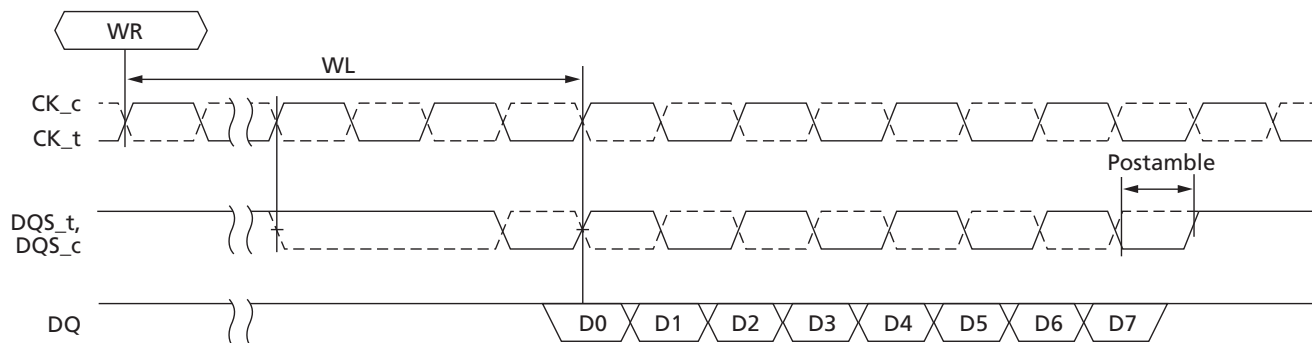 WR
WL
CK_c
CK_t
Postamble
DQS_t,
DQS_c
DQ
D0 D1 D2 D3 D4 D5 D6 D7